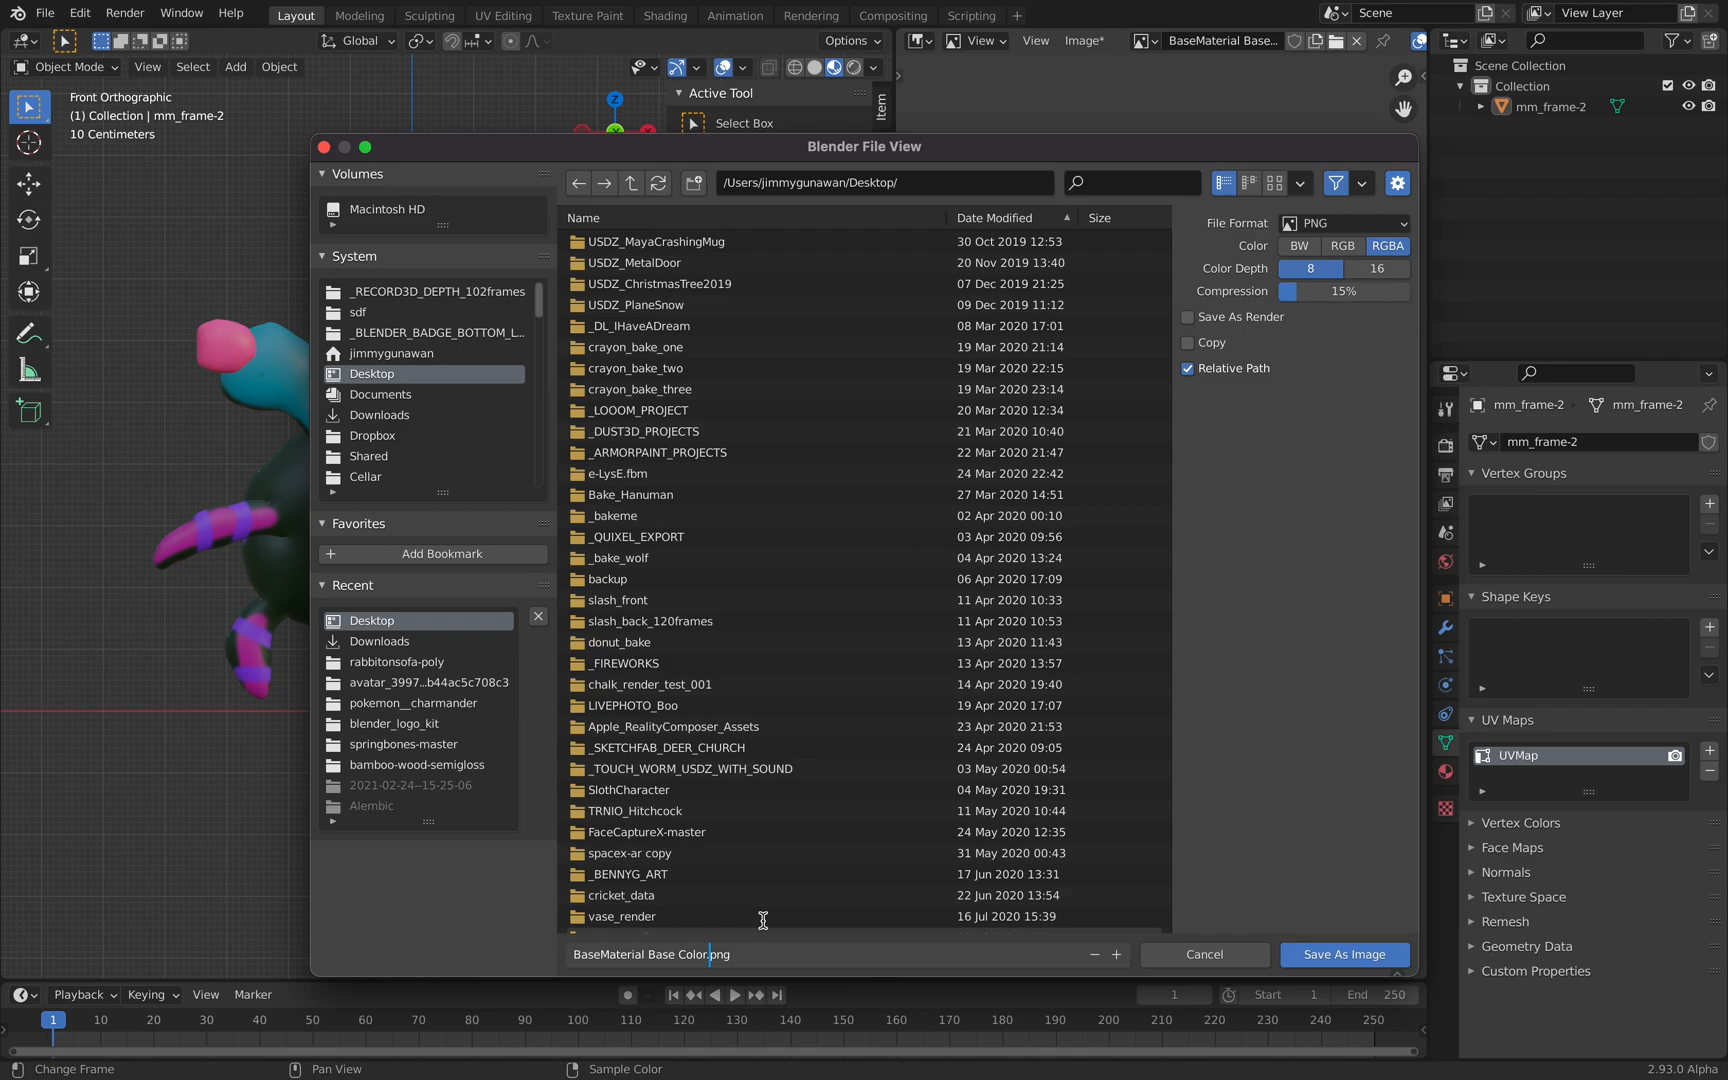 File Edit Render Window Help Layout Modeling Sculpting UV Editing Texture Paint Shading Animation Rendering Compositing Scripting + Scene View Layer
Global Options View View Image* BaseMaterial Base...
Object Mode View Select Add Object
Front Orthographic
(1) Collection | mm_frame-2
10 Centimeters
Z
Active Tool
Select Box
Item
Scene Collection
Collection
mm_frame-2
Blender File View
Volumes
Macintosh HD
System
_RECORD3D_DEPTH_102frames
sdf
_BLENDER_BADGE_BOTTOM_L...
jimmygunawan
Desktop
Documents
Downloads
Dropbox
Shared
Cellar
Favorites
Add Bookmark
Recent
Desktop
Downloads
rabbitonsofa-poly
avatar_3997...b44ac5c708c3
pokemon__charmander
blender_logo_kit
springbones-master
bamboo-wood-semigloss
2021-02-24--15-25-06
Alembic
/Users/jimmygunawan/Desktop/
Name Date Modified Size
USDZ_MayaCrashingMug 30 Oct 2019 12:53
USDZ_MetalDoor 20 Nov 2019 13:40
USDZ_ChristmasTree2019 07 Dec 2019 21:25
USDZ_PlaneSnow 09 Dec 2019 11:12
_DL_IHaveADream 08 Mar 2020 17:01
crayon_bake_one 19 Mar 2020 21:14
crayon_bake_two 19 Mar 2020 22:15
crayon_bake_three 19 Mar 2020 23:14
_LOOOM_PROJECT 20 Mar 2020 12:34
_DUST3D_PROJECTS 21 Mar 2020 10:40
_ARMORPAINT_PROJECTS 22 Mar 2020 21:47
e-LysE.fbm 24 Mar 2020 22:42
Bake_Hanuman 27 Mar 2020 14:51
_bakeme 02 Apr 2020 00:10
_QUIXEL_EXPORT 03 Apr 2020 09:56
_bake_wolf 04 Apr 2020 13:24
backup 06 Apr 2020 17:09
slash_front 11 Apr 2020 10:33
slash_back_120frames 11 Apr 2020 10:53
donut_bake 13 Apr 2020 11:43
_FIREWORKS 13 Apr 2020 13:57
chalk_render_test_001 14 Apr 2020 19:40
LIVEPHOTO_Boo 19 Apr 2020 17:07
Apple_RealityComposer_Assets 23 Apr 2020 21:53
_SKETCHFAB_DEER_CHURCH 24 Apr 2020 09:05
_TOUCH_WORM_USDZ_WITH_SOUND 03 May 2020 00:54
SlothCharacter 04 May 2020 19:31
TRNIO_Hitchcock 11 May 2020 10:44
FaceCaptureX-master 24 May 2020 12:35
spacex-ar copy 31 May 2020 00:43
_BENNYG_ART 17 Jun 2020 13:31
cricket_data 22 Jun 2020 13:54
vase_render 16 Jul 2020 15:39
BaseMaterial Base Color.png Cancel Save As Image
File Format PNG
Color BW RGB RGBA
Color Depth 8 16
Compression 15%
Save As Render
Copy
Relative Path
mm_frame-2 mm_frame-2
mm_frame-2
Vertex Groups
Shape Keys
UV Maps
UVMap
Vertex Colors
Face Maps
Normals
Texture Space
Remesh
Geometry Data
Custom Properties
Playback Keying View Marker 1 Start 1 End 250
1 10 20 30 40 50 60 70 80 90 100 110 120 130 140 150 160 170 180 190 200 210 220 230 240 250
Change Frame Pan View Sample Color 2.93.0 Alpha